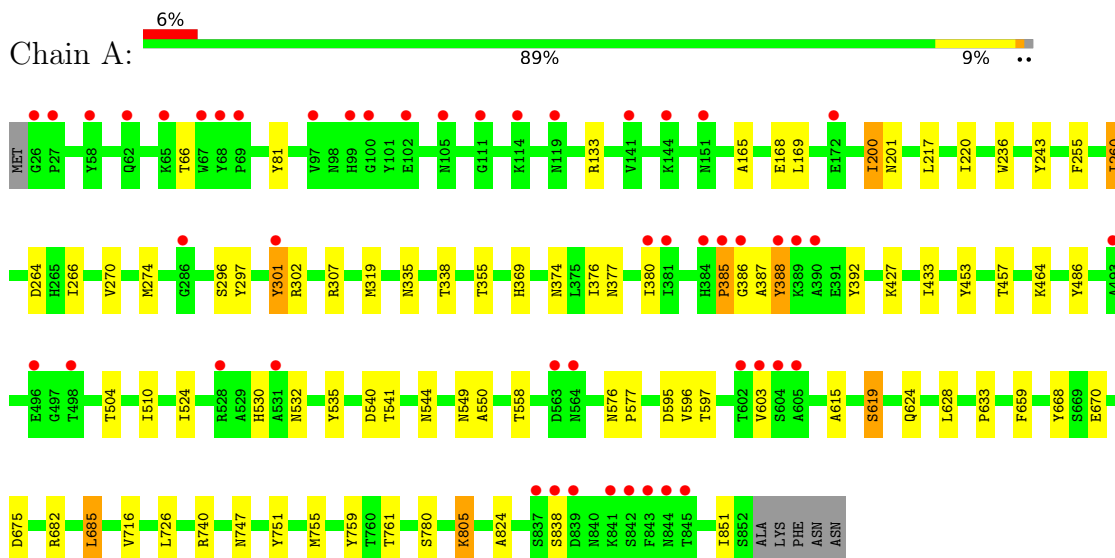 6%
Chain A:
89% 9% ••
MET G26 P27 Y58 Q62 K65 T66 W67 Y68 P69 Y81 V97 N98 H99 G100 Y101 E102 N105 G111 K114 N119 R133 V141 K144 N151 A165 E168 L169 E172 I200 N201 L217 I220 W236 Y243 F255
D264 H265 I266 V270 M274 G286 S296 Y297 Y301 R302 R307 M319 N335 T338 T355 H369 N374 L375 I376 N377 I380 I381 H384 P385 G386 A387 Y388 K389 A390 E391 Y392 K427 I433 Y453 T457 K464 Y486 A493
E496 G497 T498 T504 I510 I524 R528 A529 H530 A531 N532 Y535 D540 T541 N544 N549 A550 T558 D563 N564 N576 P577 D595 V596 T597 T602 V603 S604 A605 A615 S619 Q624 L628 P633 F659 Y668 S669 E670
D675 R682 L685 V716 L726 R740 N747 Y751 M755 Y759 T760 T761 S780 K805 A824 S837 S838 D839 N840 K841 S842 F843 N844 T845 I851 S852 ALA LYS PHE ASN ASN